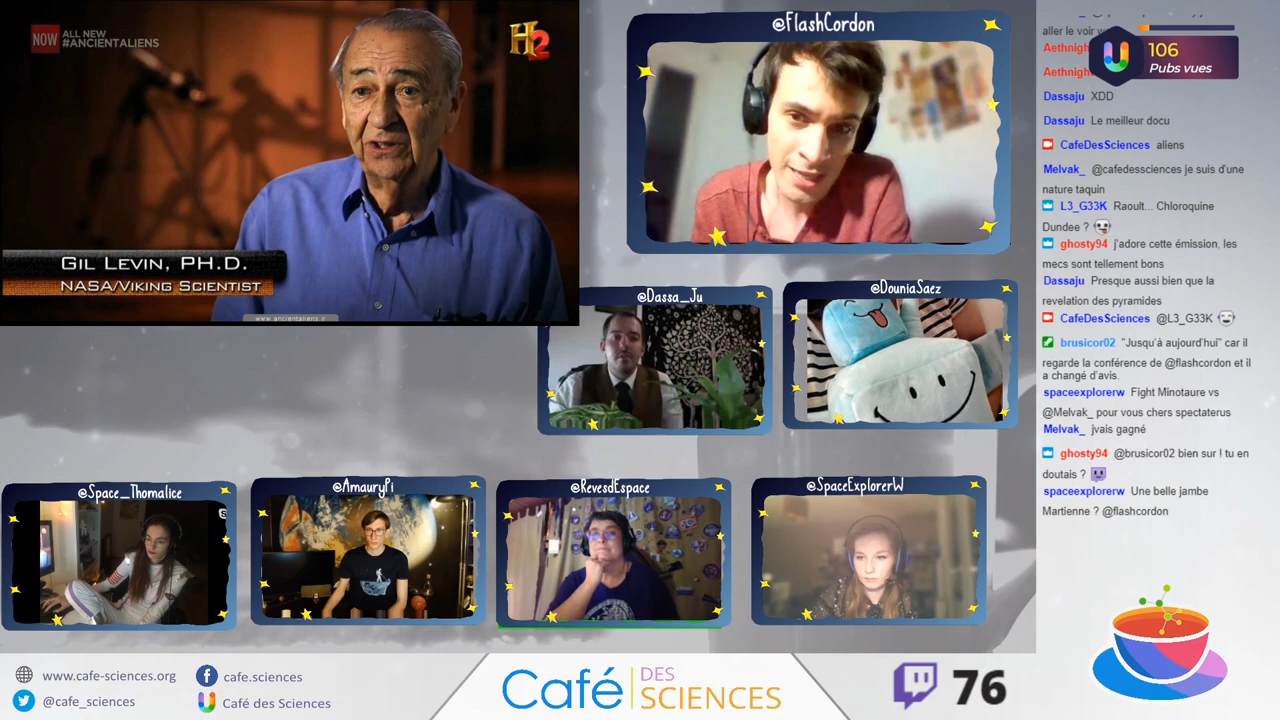 NOW ALL NEW
#ANCIENTALIENS
H2
GIL LEVIN, PH.D.
NASA/VIKING SCIENTIST
@FlashCordon
@Dassa_Ju
@DouniaSaez
@Space_Thomalice
@AmauryPi
@RevesdEspace
@SpaceExplorerW
aller le voir
106
Pubs vues
Aethnigh
Aethnigh
Dassaju XDD
Dassaju Le meilleur docu
CafeDesSciences aliens
Melvak_ @cafedessciences je suis d'une
nature taquin
L3_G33K Raoult... Chloroquine
Dundee ?
ghosty94 j'adore cette émission, les
mecs sont tellement bons
Dassaju Presque aussi bien que la
revelation des pyramides
CafeDesSciences @L3_G33K
brusicor02 "Jusqu'à aujourd'hui" car il
regarde la conférence de @flashcordon et il
a changé d'avis.
spaceexplorerw Fight Minotaure vs
@Melvak_ pour vous chers spectaterus
Melvak_ jvais gagné
ghosty94 @brusicor02 bien sur ! tu en
doutais ?
spaceexplorerw Une belle jambe
Martienne ? @flashcordon
www.cafe-sciences.org
cafe.sciences
@cafe_sciences
Café des Sciences
Café DES
SCIENCES
76